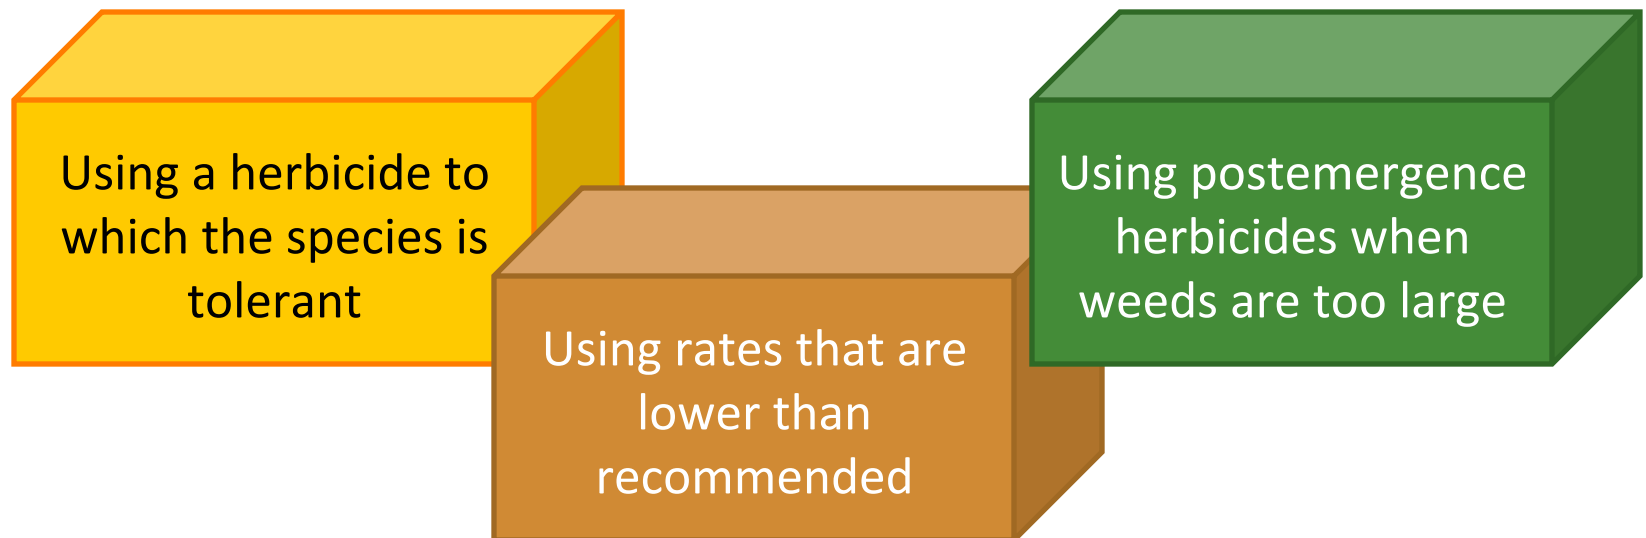 Using a herbicide to
which the species is
tolerant
Using rates that are
lower than
recommended
Using postemergence
herbicides when
weeds are too large